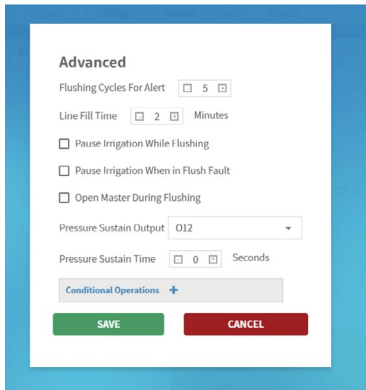 Advanced
Flushing Cycles For Alert 5
Line Fill Time 2 Minutes
Pause Irrigation While Flushing
Pause Irrigation When in Flush Fault
Open Master During Flushing
Pressure Sustain Output O12
Pressure Sustain Time 0 Seconds
Conditional Operations +
SAVE CANCEL